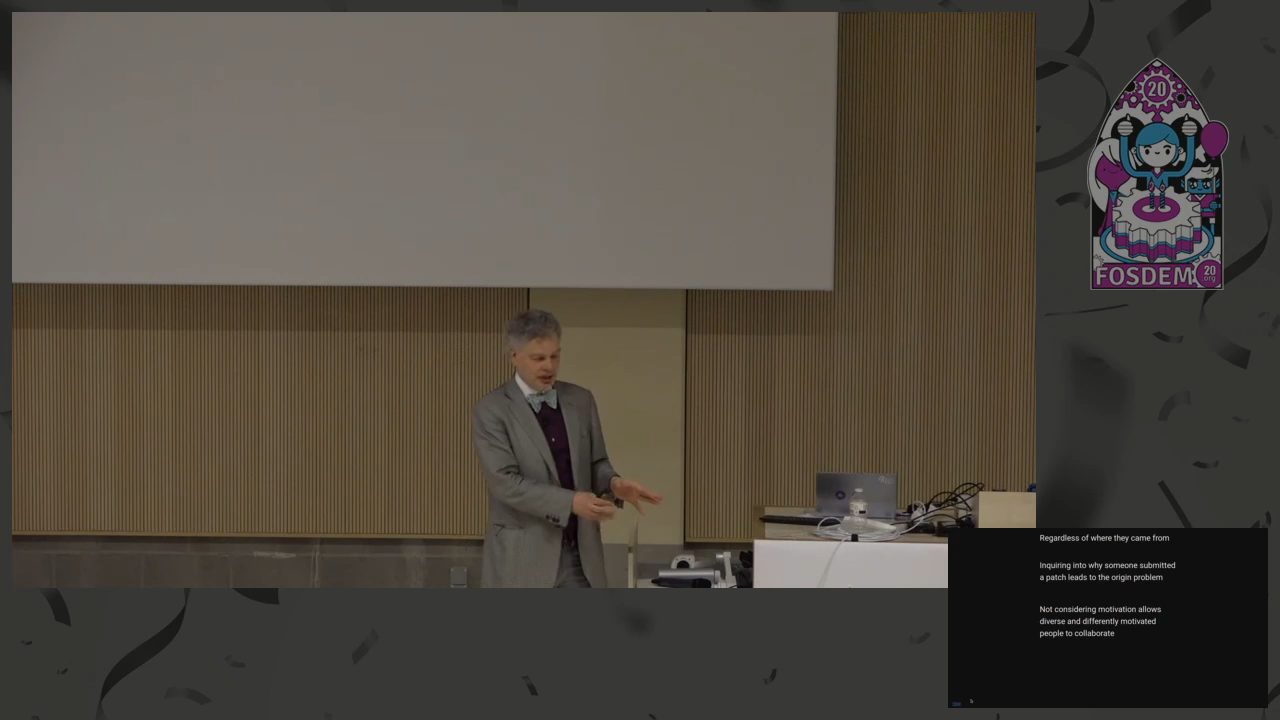 20
FOSDEM
20
.org
Regardless of where they came from
Inquiring into why someone submitted
a patch leads to the origin problem
Not considering motivation allows
diverse and differently motivated
people to collaborate